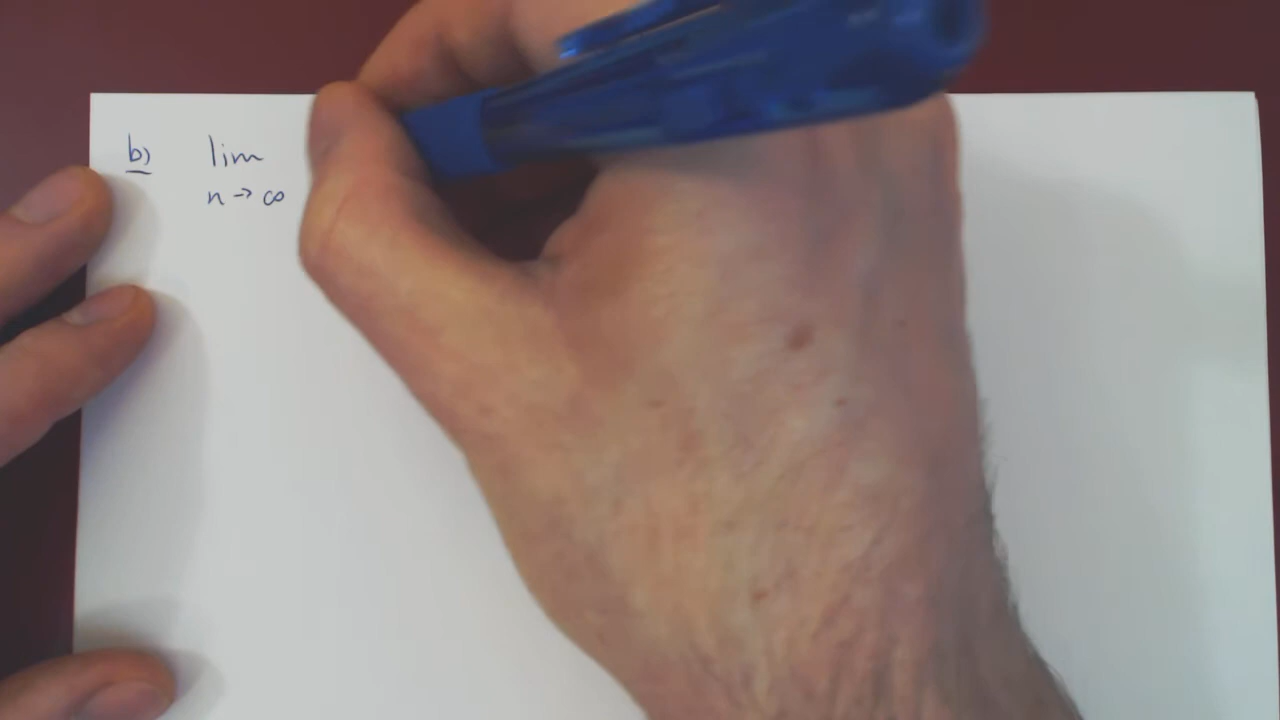 b) lim
n → ∞